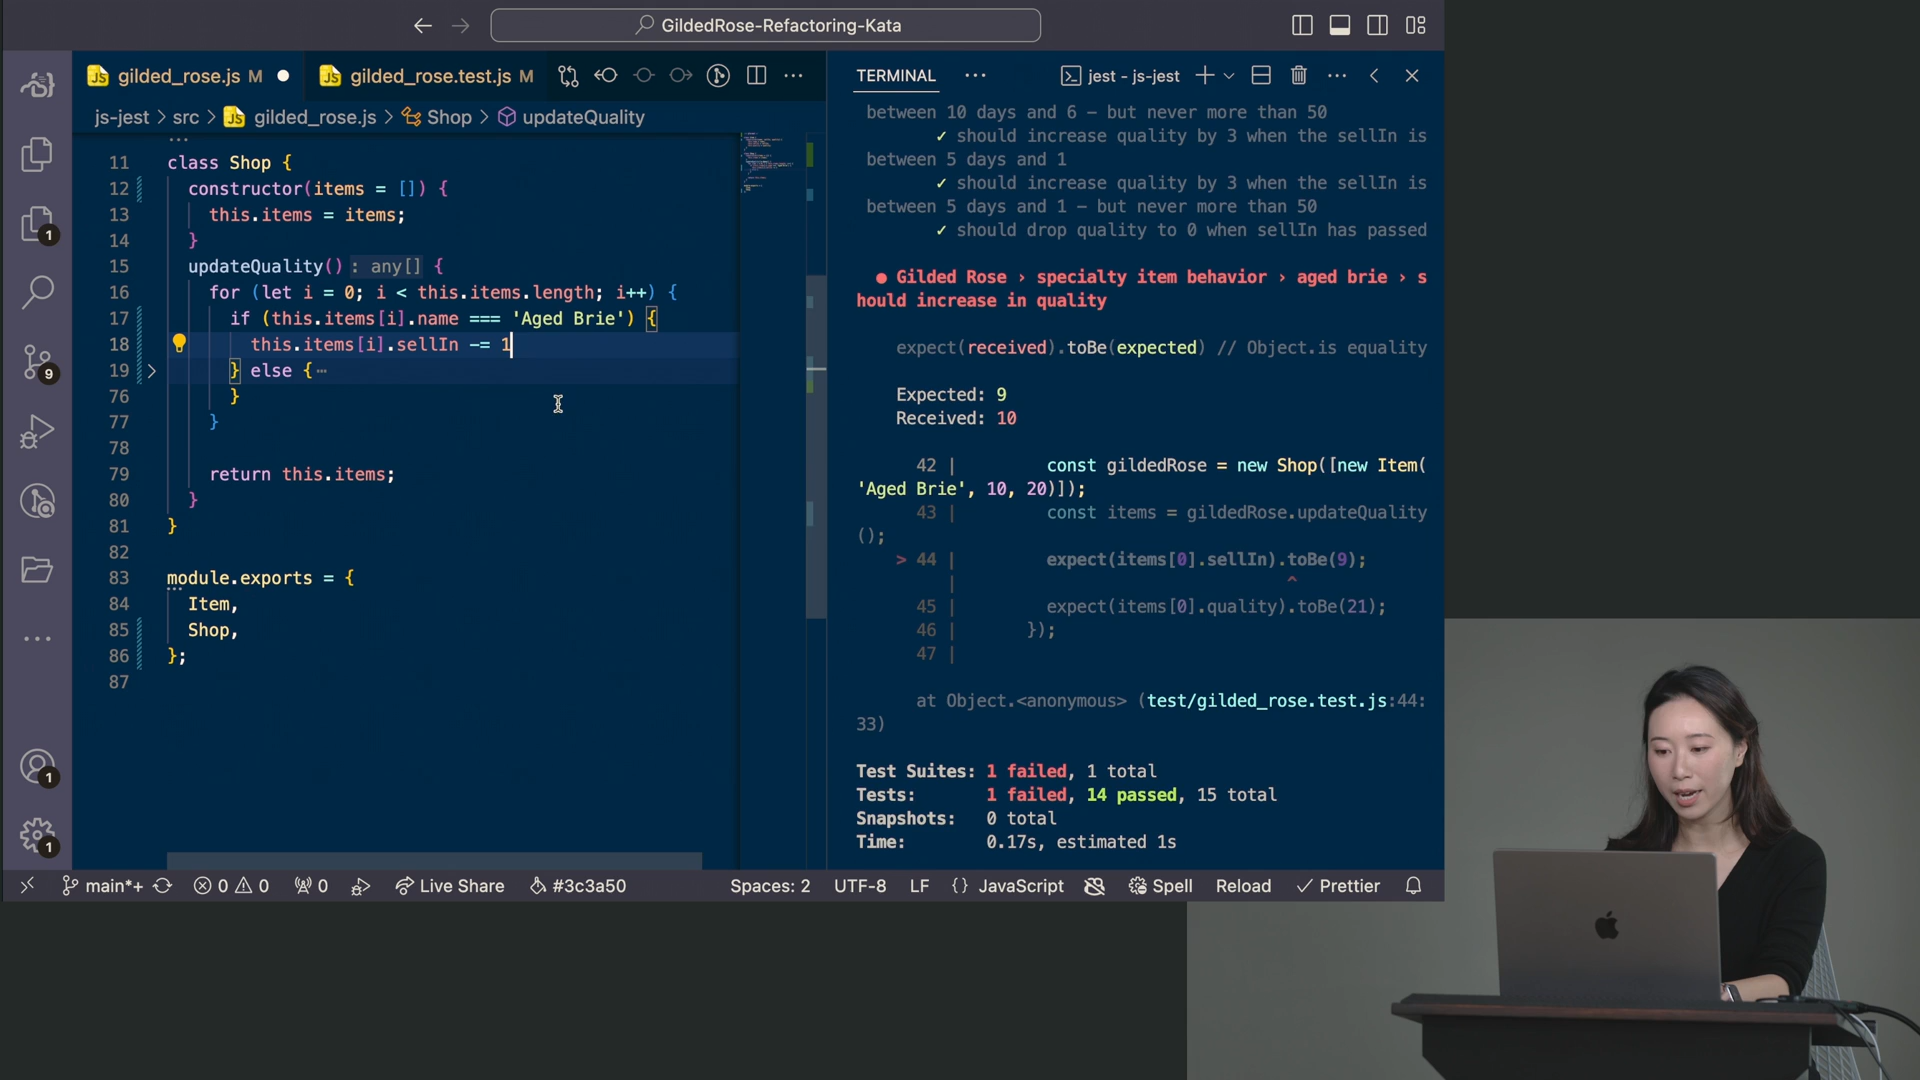 GildedRose-Refactoring-Kata
gilded_rose.js M
gilded_rose.test.js M
js-jest > src > gilded_rose.js > Shop > updateQuality
11 class Shop {
12 constructor(items = []) {
13 this.items = items;
14 }
15 updateQuality(): any[] {
16 for (let i = 0; i < this.items.length; i++) {
17 if (this.items[i].name === 'Aged Brie') {
18 this.items[i].sellIn -= 1
19 } else {⋯
76 }
77 }
78
79 return this.items;
80 }
81 }
82
83 module.exports = {
84 Item,
85 Shop,
86 };
87
TERMINAL
jest - js-jest
between 10 days and 6 – but never more than 50
✓ should increase quality by 3 when the sellIn is
between 5 days and 1
✓ should increase quality by 3 when the sellIn is
between 5 days and 1 – but never more than 50
✓ should drop quality to 0 when sellIn has passed
● Gilded Rose › specialty item behavior › aged brie › s
hould increase in quality
expect(received).toBe(expected) // Object.is equality
Expected: 9
Received: 10
42 | const gildedRose = new Shop([new Item(
'Aged Brie', 10, 20)]);
43 | const items = gildedRose.updateQuality
();
> 44 | expect(items[0].sellIn).toBe(9);
| ^
45 | expect(items[0].quality).toBe(21);
46 | });
47 |
at Object.<anonymous> (test/gilded_rose.test.js:44:
33)
Test Suites: 1 failed, 1 total
Tests: 1 failed, 14 passed, 15 total
Snapshots: 0 total
Time: 0.17s, estimated 1s
1
9
1
1
main*+ 0 0 0 Live Share #3c3a50 Spaces: 2 UTF-8 LF {} JavaScript Spell Reload ✓ Prettier